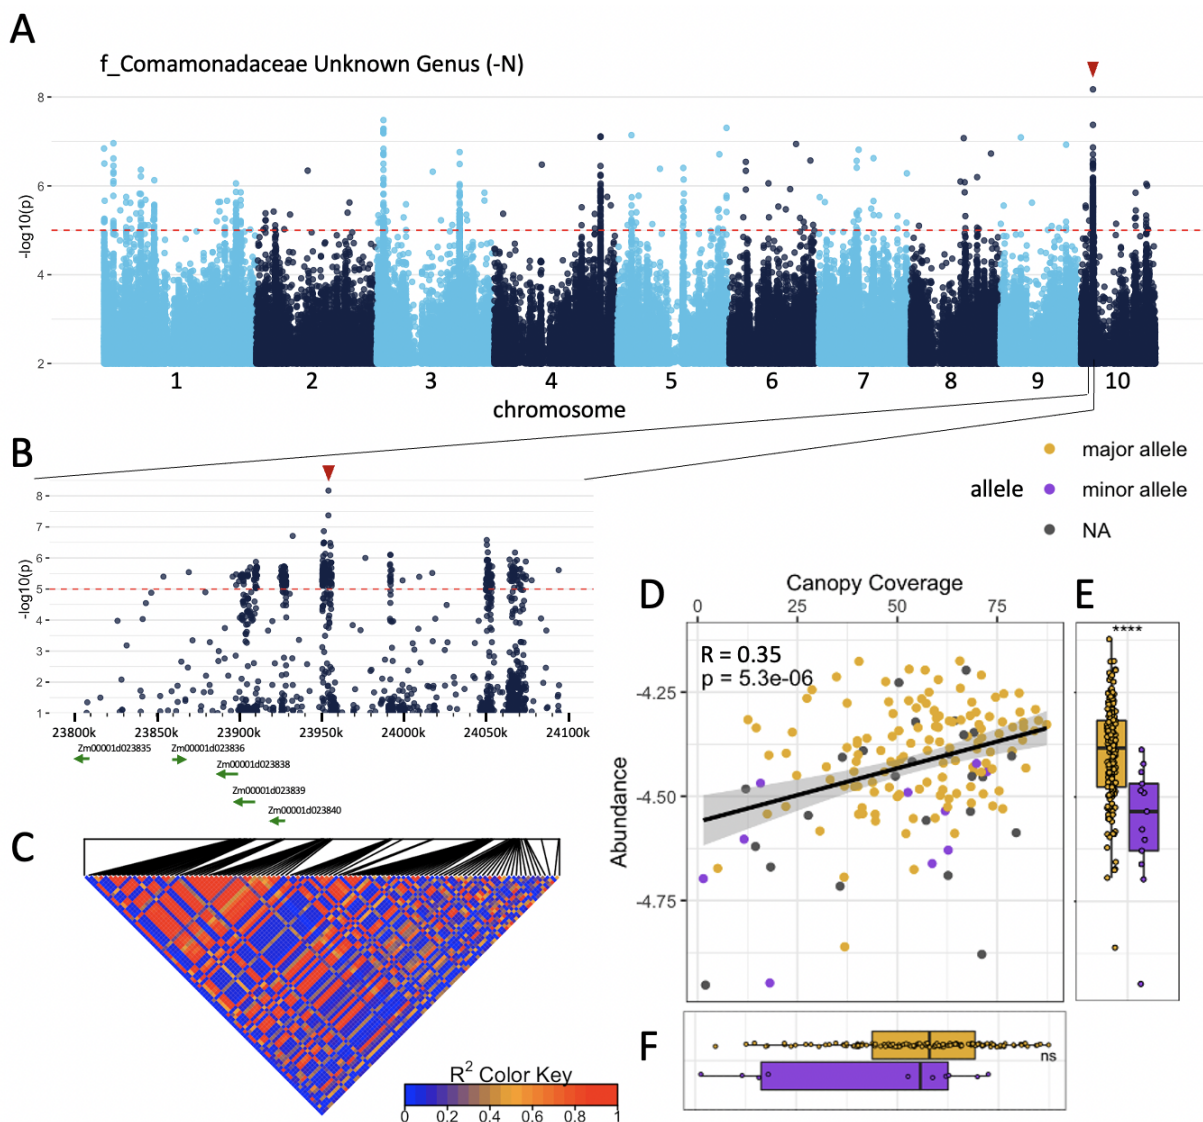 A
f_Comamonadaceae Unknown Genus (-N)
8
6
4
2
-log10(p)
1 2 3 4 5 6 7 8 9 10
chromosome
B
8
7
6
5
4
3
2
1
-log10(p)
23800k 23850k 23900k 23950k 24000k 24050k 24100k
Zm00001d023835
Zm00001d023836
Zm00001d023838
Zm00001d023839
Zm00001d023840
allele
major allele
minor allele
NA
C
R2 Color Key
0 0.2 0.4 0.6 0.8 1
D
Canopy Coverage
0 25 50 75
R = 0.35
p = 5.3e-06
-4.25
-4.50
-4.75
Abundance
E
****
F
ns